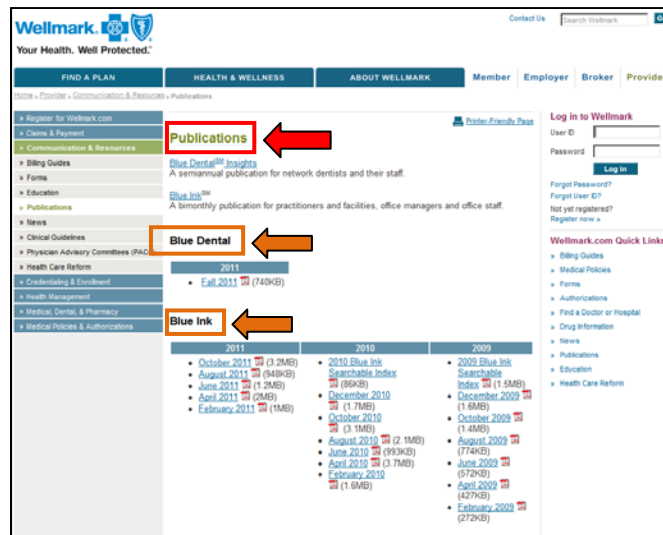 Contact Us
Search Wellmark
Wellmark.
Your Health. Well Protected.™
FIND A PLAN
HEALTH & WELLNESS
ABOUT WELLMARK
Member
Employer
Broker
Provide
Home » Provider » Communication & Resources » Publications
» Register for Wellmark.com
» Claims & Payment
» Communication & Resources
» Billing Guides
» Forms
» Education
» Publications
» News
» Clinical Guidelines
» Physician Advisory Committees (PAC
» Health Care Reform
» Credentialing & Enrollment
» Health Management
» Medical, Dental, & Pharmacy
» Medical Policies & Authorizations
Printer-Friendly Page
Publications
Blue Dental℠ Insights
A semiannual publication for network dentists and their staff.
Blue Ink℠
A bimonthly publication for practitioners and facilities, office managers and office staff.
Blue Dental
2011
• Fall 2011 (740KB)
Blue Ink
2011
• October 2011 (3.2MB)
• August 2011 (948KB)
• June 2011 (1.2MB)
• April 2011 (2MB)
• February 2011 (1MB)
2010
• 2010 Blue Ink
Searchable Index
(86KB)
• December 2010
(1.7MB)
• October 2010
(3.1MB)
• August 2010 (2.1MB)
• June 2010 (993KB)
• April 2010 (3.7MB)
• February 2010
(1.6MB)
2009
• 2009 Blue Ink
Searchable
Index (1.5MB)
• December 2009
(1.6MB)
• October 2009
(1.4MB)
• August 2009
(774KB)
• June 2009
(572KB)
• April 2009
(427KB)
• February 2009
(272KB)
Log in to Wellmark
User ID
Password
Log in
Forgot Password?
Forgot User ID?
Not yet registered?
Register now »
Wellmark.com Quick Links
» Billing Guides
» Medical Policies
» Forms
» Authorizations
» Find a Doctor or Hospital
» Drug Information
» News
» Publications
» Education
» Health Care Reform